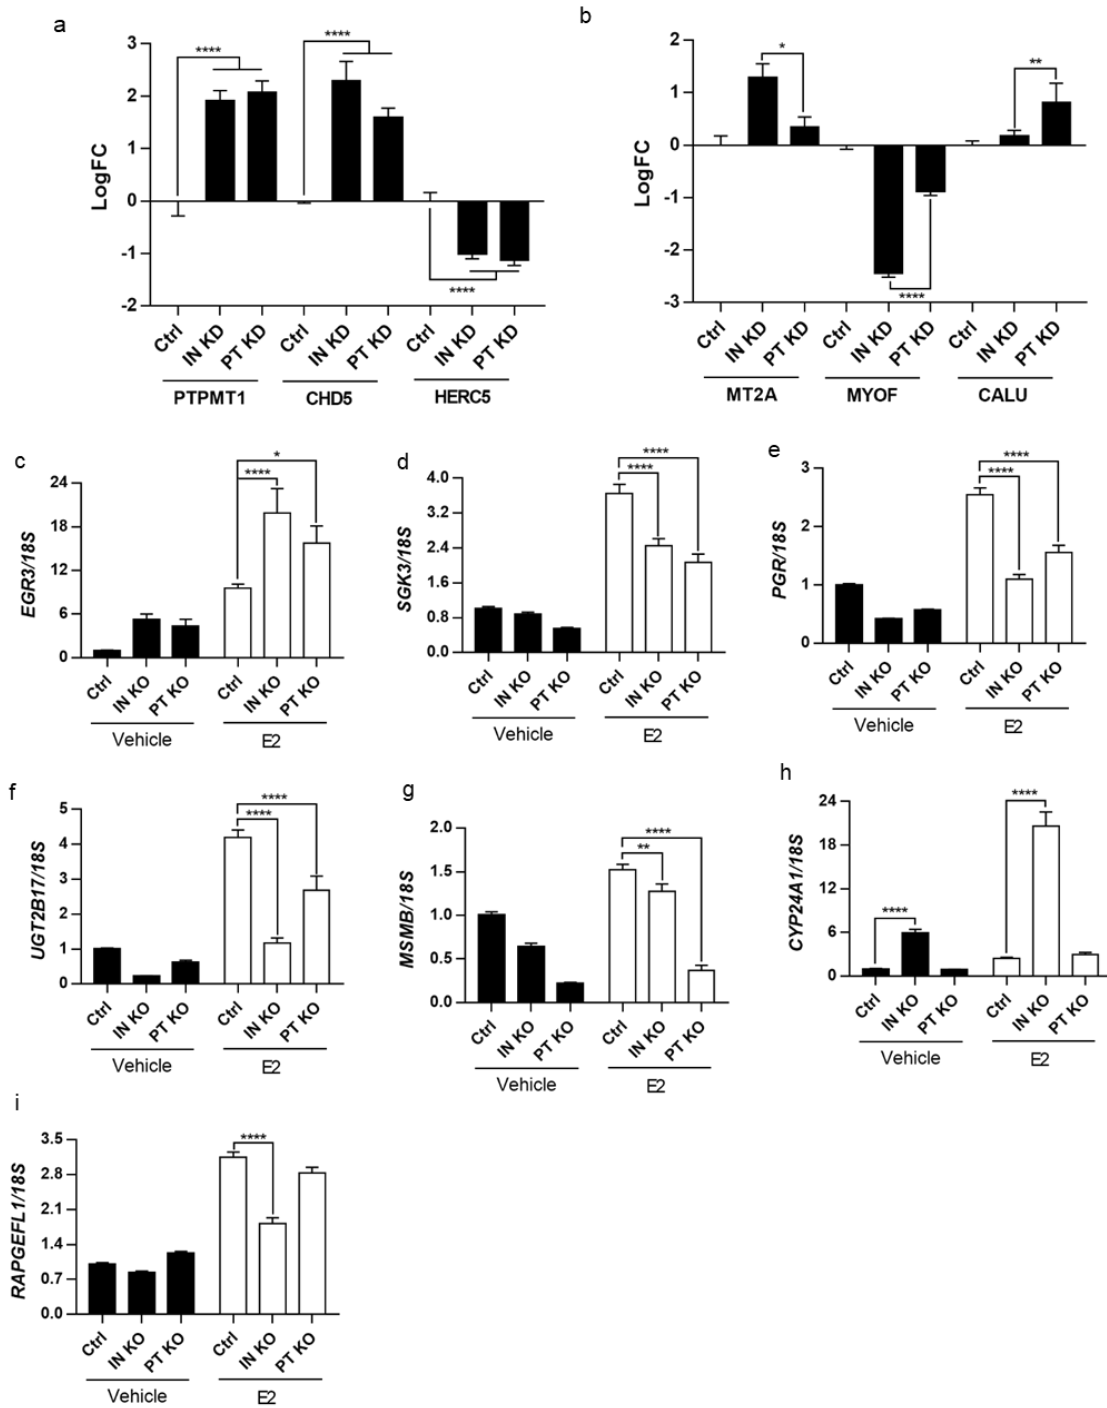 a
LogFC
3
2
1
0
-1
-2
****
****
****
Ctrl
IN KD
PT KD
Ctrl
IN KD
PT KD
Ctrl
IN KD
PT KD
PTPMT1
CHD5
HERC5
b
LogFC
2
1
0
-1
-2
-3
*
**
****
Ctrl
IN KD
PT KD
Ctrl
IN KD
PT KD
Ctrl
IN KD
PT KD
MT2A
MYOF
CALU
c
EGR3/18S
24
18
12
6
0
*
****
Ctrl
IN KO
PT KO
Ctrl
IN KO
PT KO
Vehicle
E2
d
SGK3/18S
4.0
3.2
2.4
1.6
0.8
0.0
****
****
Ctrl
IN KO
PT KO
Ctrl
IN KO
PT KO
Vehicle
E2
e
PGR/18S
3
2
1
0
****
****
Ctrl
IN KO
PT KO
Ctrl
IN KO
PT KO
Vehicle
E2
f
UGT2B17/18S
5
4
3
2
1
0
****
****
Ctrl
IN KO
PT KO
Ctrl
IN KO
PT KO
Vehicle
E2
g
MSMB/18S
2.0
1.5
1.0
0.5
0.0
****
**
Ctrl
IN KO
PT KO
Ctrl
IN KO
PT KO
Vehicle
E2
h
CYP24A1/18S
24
18
12
6
0
****
****
Ctrl
IN KO
PT KO
Ctrl
IN KO
PT KO
Vehicle
E2
i
RAPGEFL1/18S
3.5
2.8
2.1
1.4
0.7
0.0
****
Ctrl
IN KO
PT KO
Ctrl
IN KO
PT KO
Vehicle
E2